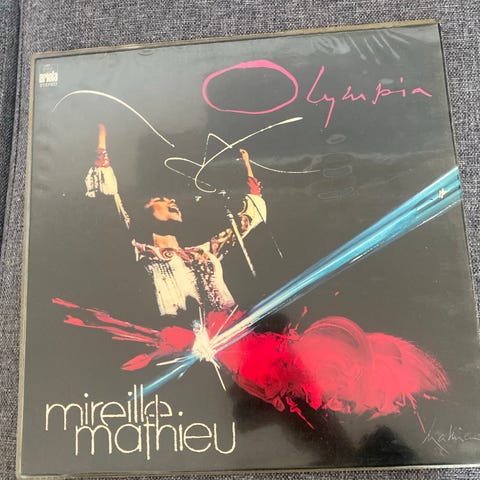 ariola
STEREO
Olympia
mireille
mathieu